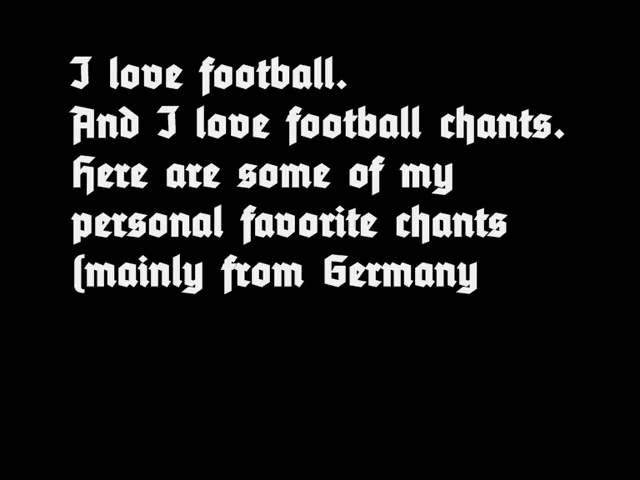 I love football.
And I love football chants.
Here are some of my
personal favorite chants
(mainly from Germany